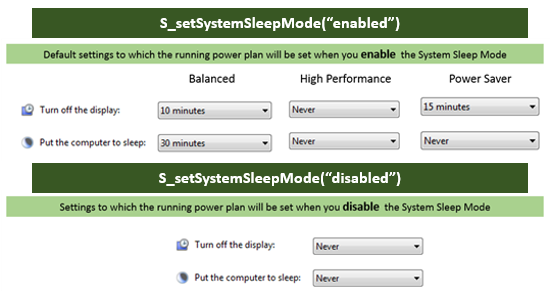 S_setSystemSleepMode(“enabled”)
Default settings to which the running power plan will be set when you enable the System Sleep Mode
Balanced High Performance Power Saver
Turn off the display: 10 minutes Never 15 minutes
Put the computer to sleep: 30 minutes Never Never
S_setSystemSleepMode(“disabled”)
Settings to which the running power plan will be set when you disable the System Sleep Mode
Turn off the display: Never
Put the computer to sleep: Never